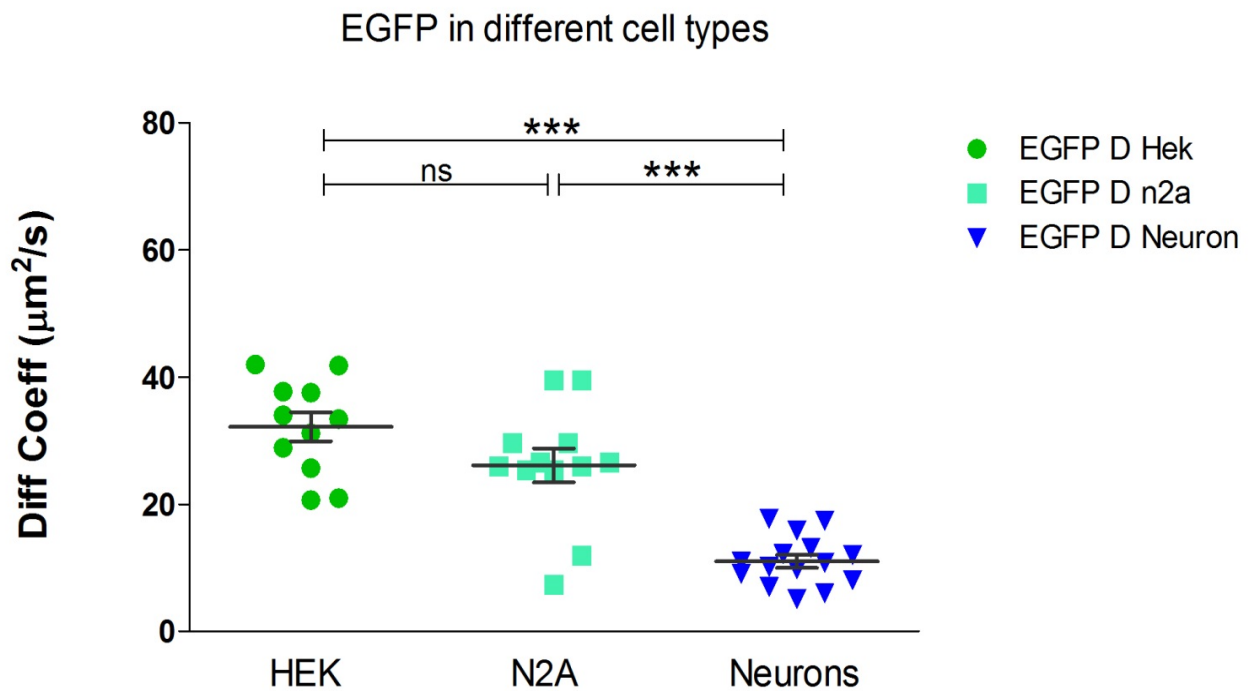 EGFP in different cell types
Diff Coeff (μm²/s)
80
60
40
20
0
***
ns
***
EGFP D Hek
EGFP D n2a
EGFP D Neuron
HEK
N2A
Neurons